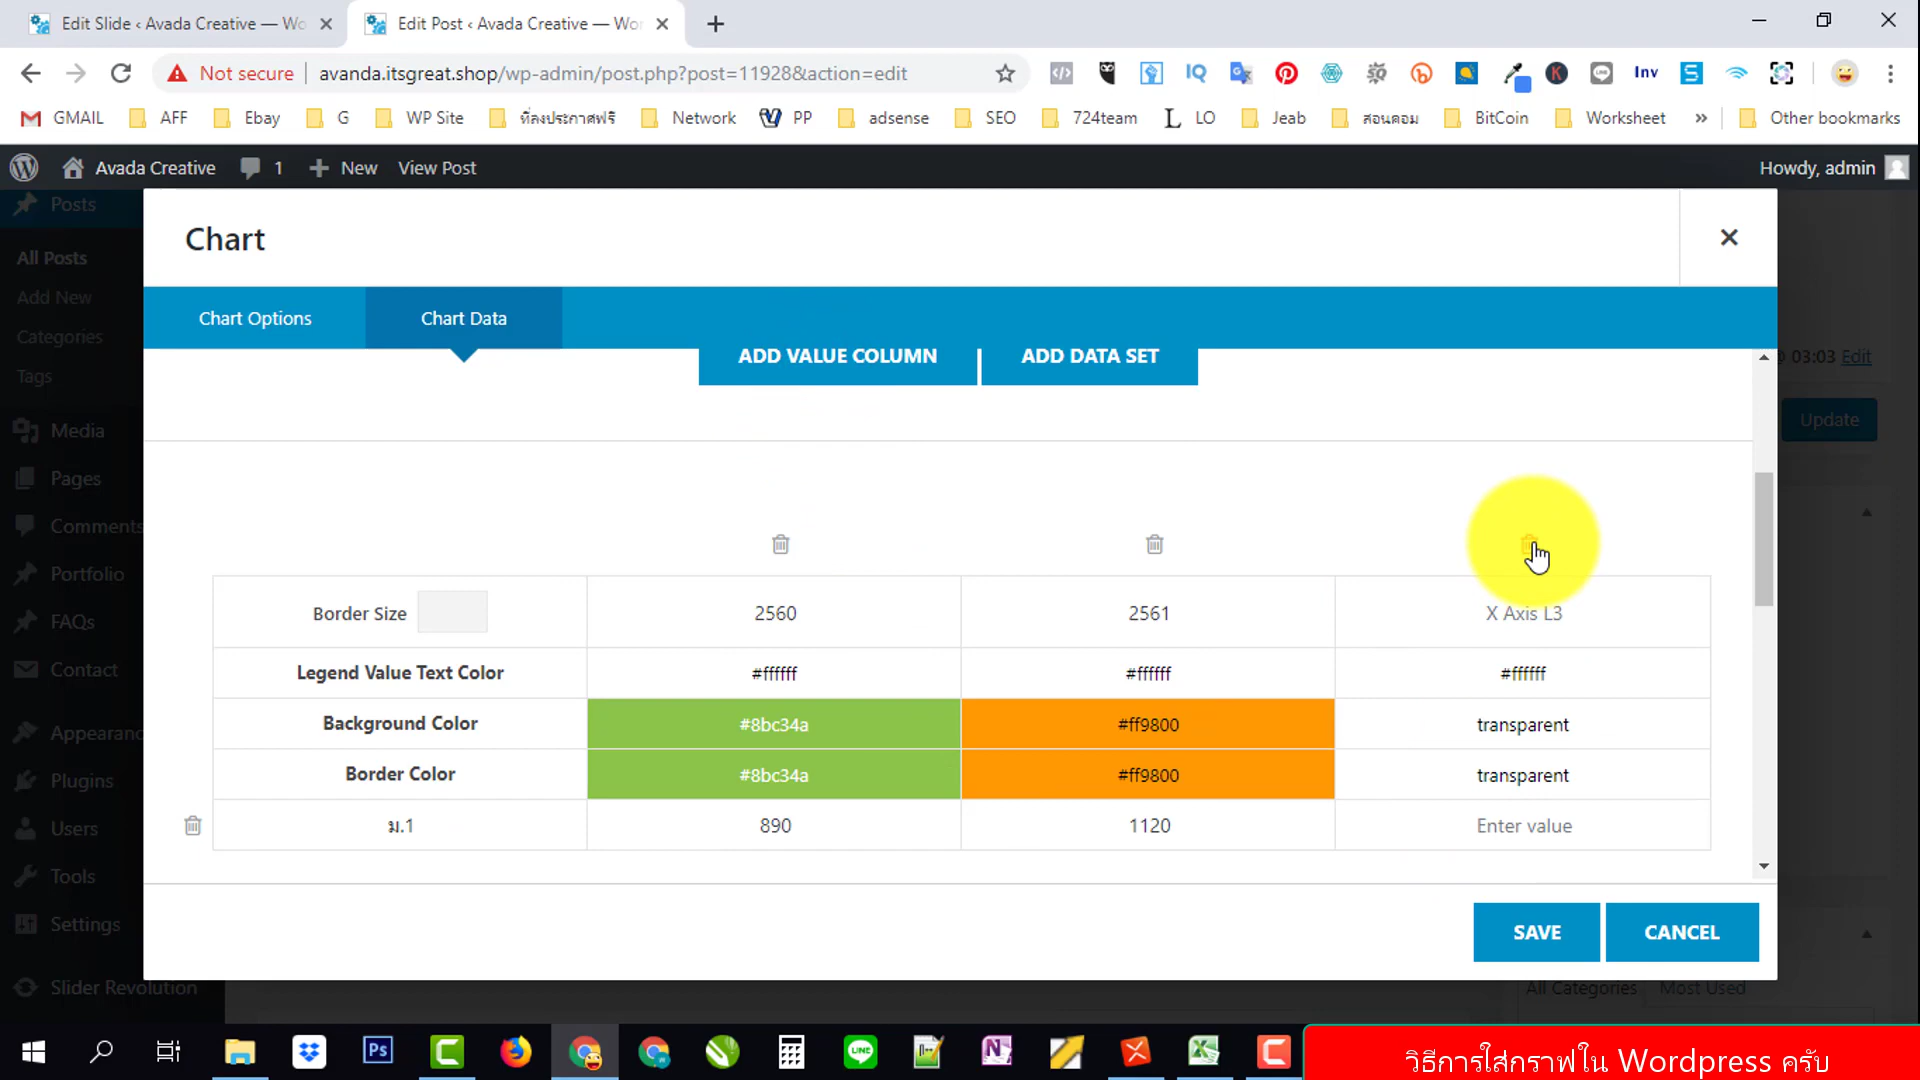 Edit Slide ‹ Avada Creative — Wo
Edit Post ‹ Avada Creative — Wor
Not secure
avanda.itsgreat.shop/wp-admin/post.php?post=11928&action=edit
IQ
Inv
GMAIL
AFF
Ebay
G
WP Site
ที่ลงประกาศฟรี
Network
PP
adsense
SEO
724team
LO
Jeab
สอนคอม
BitCoin
Worksheet
»
Other bookmarks
Avada Creative
1
New
View Post
Howdy, admin
Posts
All Posts
Add New
Categories
Tags
Media
Pages
Comments
Portfolio
FAQs
Contact
Appearanc
Plugins
Users
Tools
Settings
Slider Revolution
Chart
Chart Options
Chart Data
ADD VALUE COLUMN
ADD DATA SET
03:03 Edit
Update
Border Size
2560
2561
X Axis L3
Legend Value Text Color
#ffffff
#ffffff
#ffffff
Background Color
#8bc34a
#ff9800
transparent
Border Color
#8bc34a
#ff9800
transparent
ม.1
890
1120
Enter value
SAVE
CANCEL
All Categories
Most Used
Ps
วิธีการใส่กราฟใน Wordpress ครับ